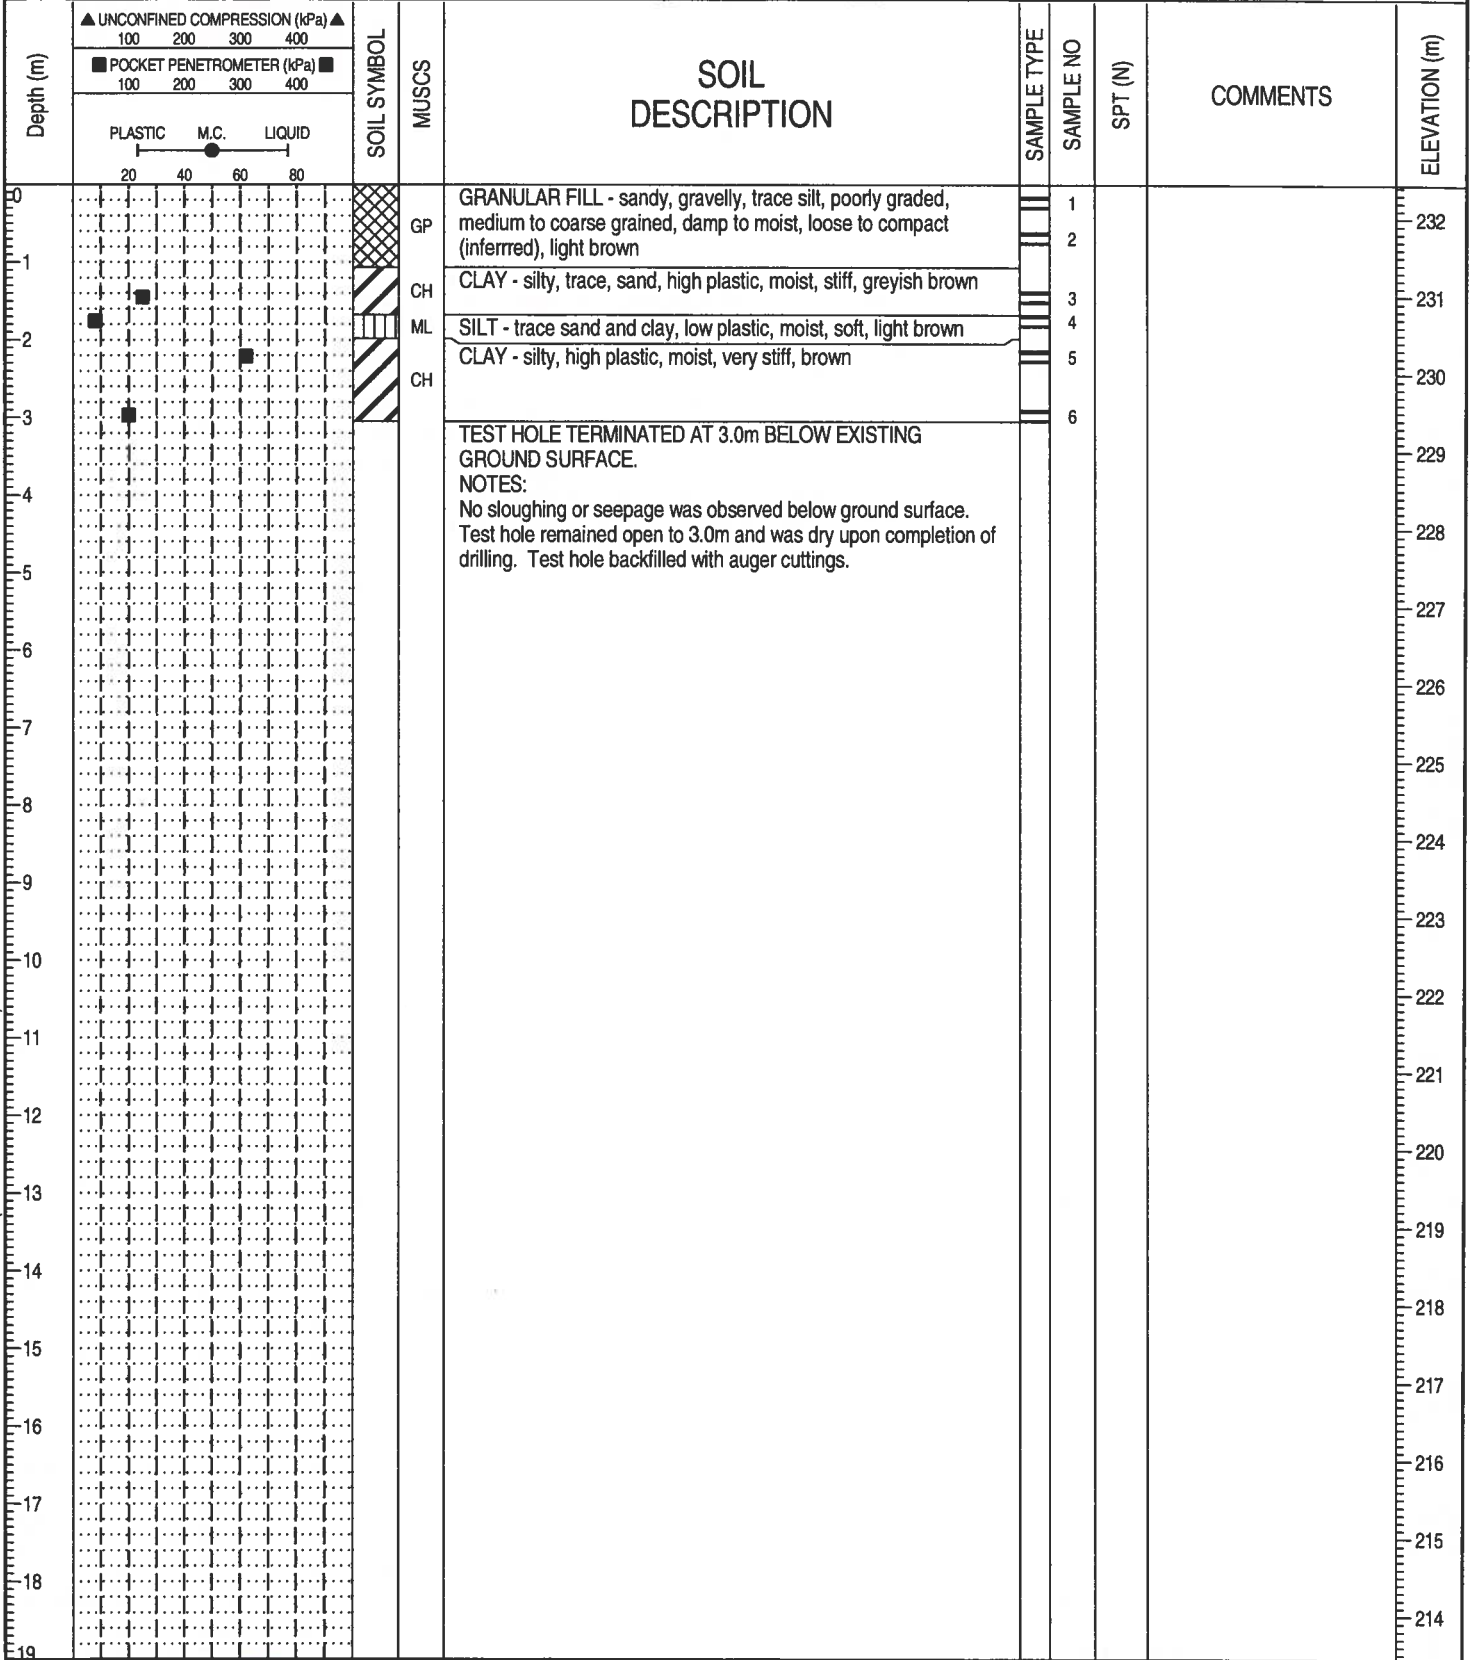 ▲ UNCONFINED COMPRESSION (kPa) ▲
100 200 300 400
■ POCKET PENETROMETER (kPa) ■
100 200 300 400
PLASTIC M.C. LIQUID
20 40 60 80
Depth (m)
SOIL SYMBOL
MUSCS
SOIL
DESCRIPTION
SAMPLE TYPE
SAMPLE NO
SPT (N)
COMMENTS
ELEVATION (m)
0
GP
GRANULAR FILL - sandy, gravelly, trace silt, poorly graded,
medium to coarse grained, damp to moist, loose to compact
(inferrred), light brown
1
2
232
1
CH
CLAY - silty, trace, sand, high plastic, moist, stiff, greyish brown
3
231
ML
SILT - trace sand and clay, low plastic, moist, soft, light brown
4
2
CH
CLAY - silty, high plastic, moist, very stiff, brown
5
230
3
6
TEST HOLE TERMINATED AT 3.0m BELOW EXISTING
GROUND SURFACE.
229
NOTES:
4
No sloughing or seepage was observed below ground surface.
Test hole remained open to 3.0m and was dry upon completion of
228
drilling. Test hole backfilled with auger cuttings.
5
227
6
226
7
225
8
224
9
223
10
222
11
221
12
220
13
219
14
218
15
217
16
216
17
215
18
214
19